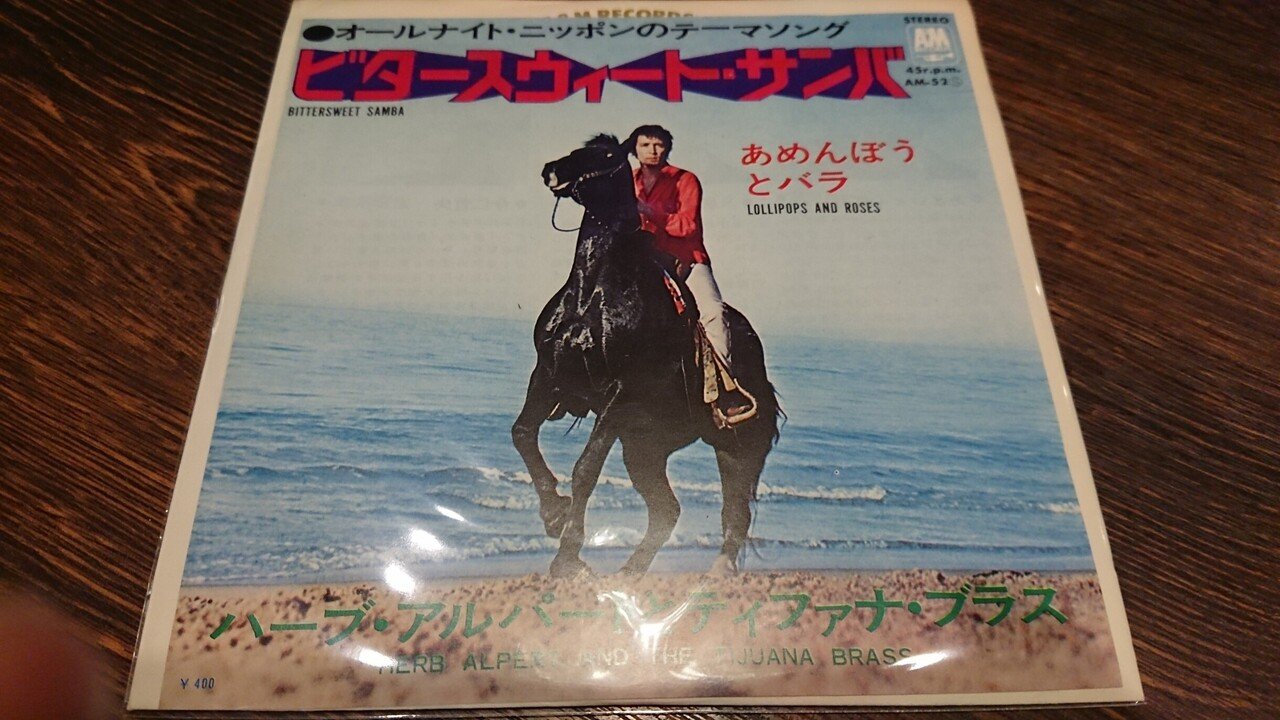 A&M RECORDS
●オールナイト・ニッポンのテーマソング
STEREO
A&M
ビタースウィート・サンバ
45r.p.m.
AM-52
BITTERSWEET SAMBA
あめんぼう
とバラ
LOLLIPOPS AND ROSES
ハーブ・アルパートとティファナ・ブラス
HERB ALPERT AND THE TIJUANA BRASS
¥400